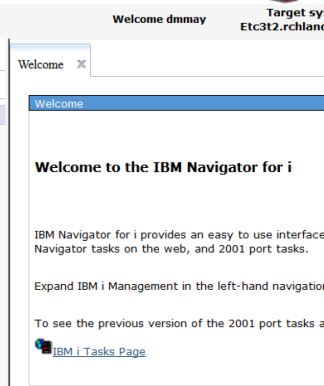 Welcome dmmay
Target sys
Etc3t2.rchland
Welcome
Welcome
Welcome to the IBM Navigator for i
IBM Navigator for i provides an easy to use interface
Navigator tasks on the web, and 2001 port tasks.
Expand IBM i Management in the left-hand navigation
To see the previous version of the 2001 port tasks a
IBM i Tasks Page